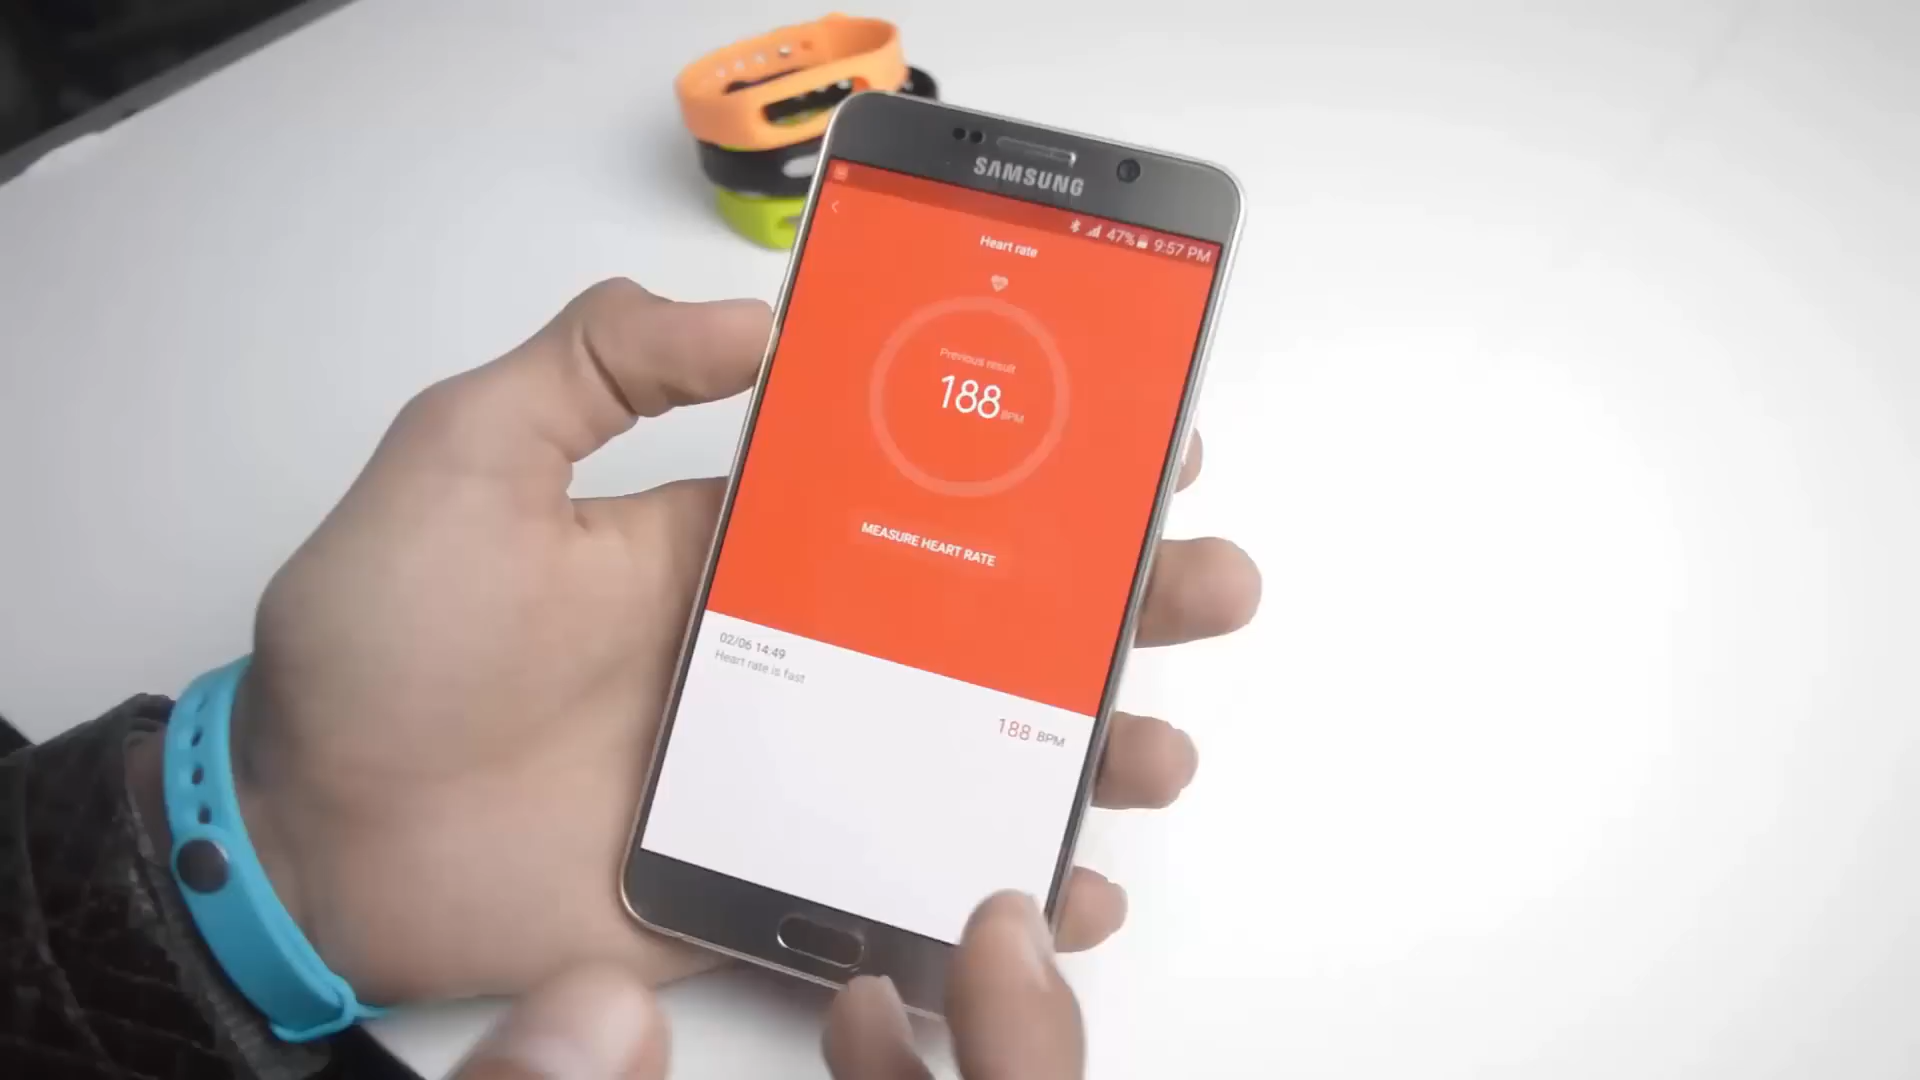 SAMSUNG
47% 9:57 PM
Heart rate
Previous result
188 BPM
MEASURE HEART RATE
02/06 14:49
Heart rate is fast
188 BPM